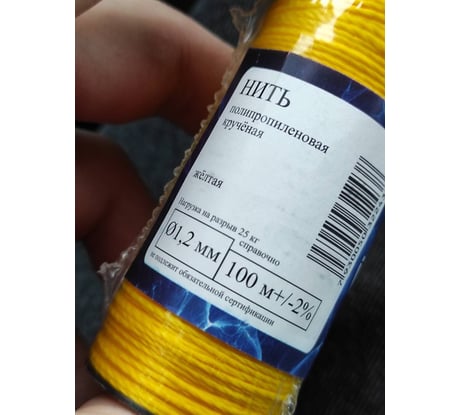 НИТЬ
полипропиленовая
кручёная
жёлтая
Нагрузка на разрыв 25 кг
справочно
Ø1,2 мм
100 м+/-2%
не подлежит обязательной сертификации